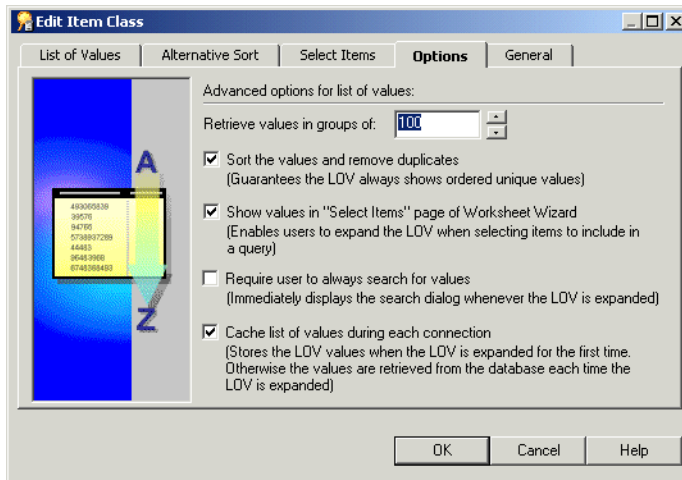 Edit Item Class
List of Values
Alternative Sort
Select Items
Options
General
Advanced options for list of values:
Retrieve values in groups of:
100
Sort the values and remove duplicates
(Guarantees the LOV always shows ordered unique values)
Show values in "Select Items" page of Worksheet Wizard
(Enables users to expand the LOV when selecting items to include in
a query)
Require user to always search for values
(Immediately displays the search dialog whenever the LOV is expanded)
Cache list of values during each connection
(Stores the LOV values when the LOV is expanded for the first time.
Otherwise the values are retrieved from the database each time the
LOV is expanded)
A
39576
94766
44463
Z
OK
Cancel
Help